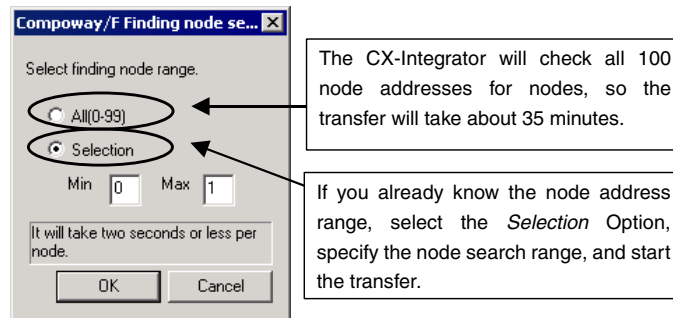 Compoway/F Finding node se...
Select finding node range.
All(0-99)
Selection
Min 0 Max 1
It will take two seconds or less per
node.
OK Cancel
The CX-Integrator will check all 100
node addresses for nodes, so the
transfer will take about 35 minutes.
If you already know the node address
range, select the Selection Option,
specify the node search range, and start
the transfer.